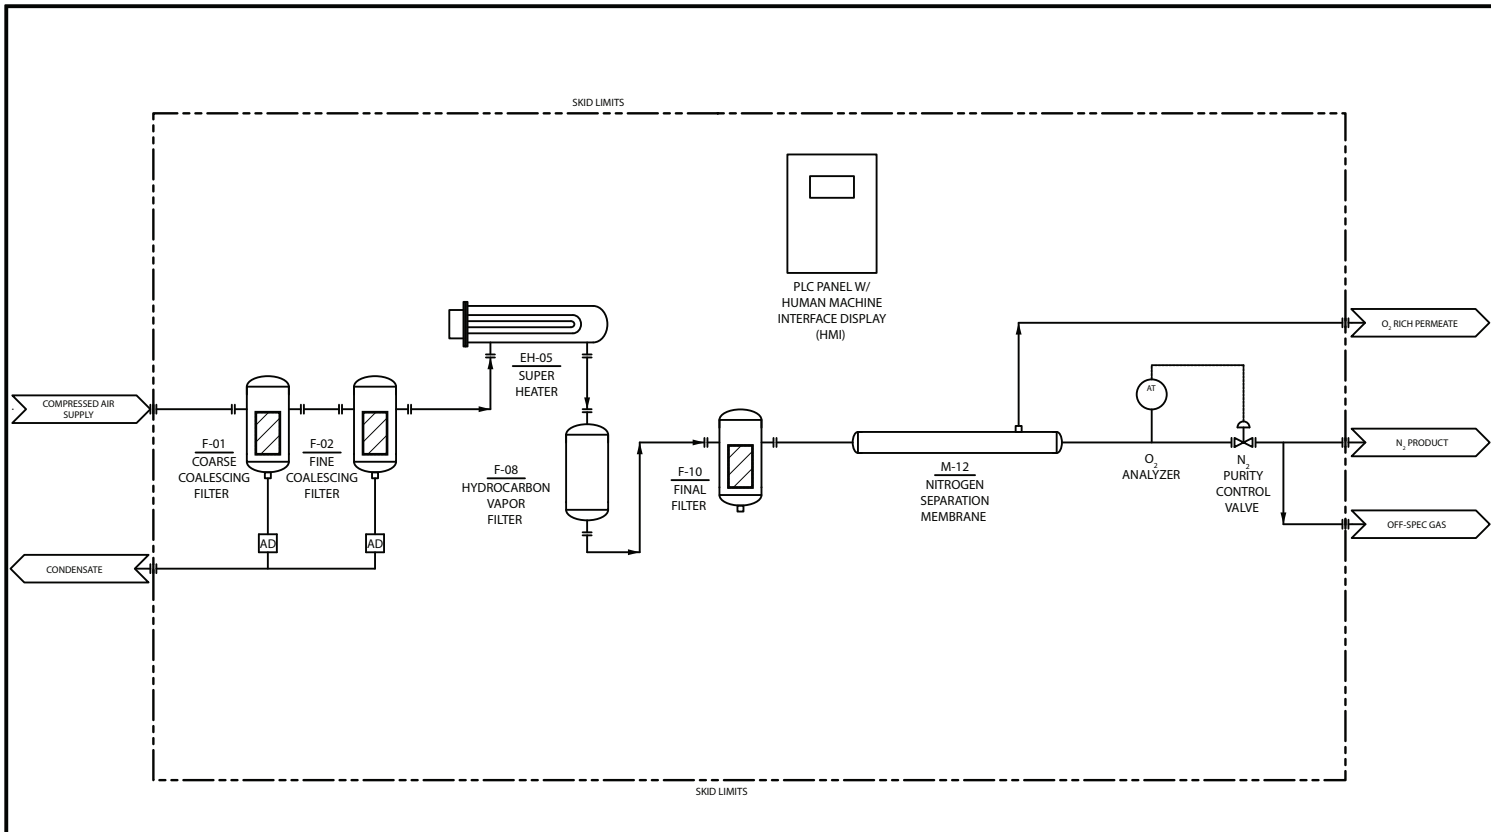 SKID LIMITS
PLC PANEL W/
HUMAN MACHINE
INTERFACE DISPLAY
(HMI)
O₂ RICH PERMEATE
EH-05
SUPER
HEATER
COMPRESSED AIR
SUPPLY
AT
F-01
COARSE
COALESCING
FILTER
F-02
FINE
COALESCING
FILTER
F-08
HYDROCARBON
VAPOR
FILTER
F-10
FINAL
FILTER
M-12
NITROGEN
SEPARATION
MEMBRANE
O₂
ANALYZER
N₂
PURITY
CONTROL
VALVE
N₂ PRODUCT
OFF-SPEC GAS
AD
AD
CONDENSATE
SKID LIMITS